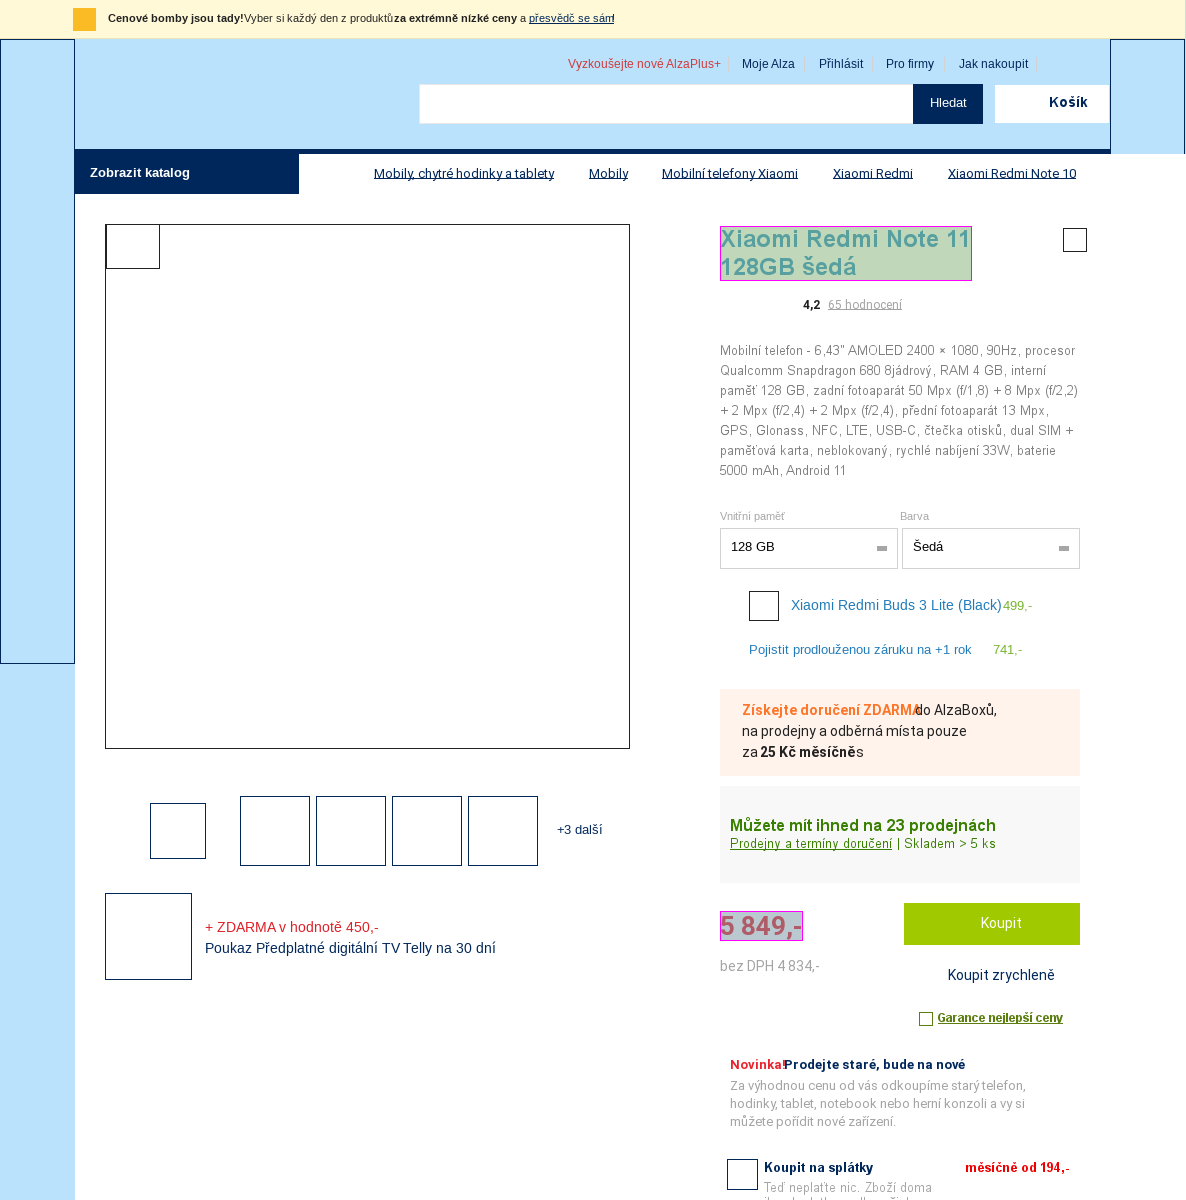 Cenové bomby jsou tady! Vyber si každý den z produktů za extrémně nízké ceny a přesvědč se sám!
Vyzkoušejte nové AlzaPlus+ Moje Alza Přihlásit Pro firmy Jak nakoupit
Hledat Košík
Zobrazit katalog Mobily, chytré hodinky a tablety Mobily Mobilní telefony Xiaomi Xiaomi Redmi Xiaomi Redmi Note 10
Xiaomi Redmi Note 11
128GB šedá
4,2 65 hodnocení
Mobilní telefon - 6,43" AMOLED 2400 × 1080, 90Hz, procesor
Qualcomm Snapdragon 680 8jádrový, RAM 4 GB, interní
paměť 128 GB, zadní fotoaparát 50 Mpx (f/1,8) + 8 Mpx (f/2,2)
+ 2 Mpx (f/2,4) + 2 Mpx (f/2,4), přední fotoaparát 13 Mpx,
GPS, Glonass, NFC, LTE, USB-C, čtečka otisků, dual SIM +
paměťová karta, neblokovaný, rychlé nabíjení 33W, baterie
5000 mAh, Android 11
Vnitřní paměť Barva
128 GB Šedá
Xiaomi Redmi Buds 3 Lite (Black) 499,-
Pojistit prodlouženou záruku na +1 rok 741,-
Získejte doručení ZDARMA do AlzaBoxů,
na prodejny a odběrná místa pouze
za 25 Kč měsíčně s
+3 další
Můžete mít ihned na 23 prodejnách
Prodejny a termíny doručení | Skladem > 5 ks
+ ZDARMA v hodnotě 450,-
Poukaz Předplatné digitální TV Telly na 30 dní
5 849,- Koupit
bez DPH 4 834,-
Koupit zrychleně
Garance nejlepší ceny
Novinka! Prodejte staré, bude na nové
Za výhodnou cenu od vás odkoupíme starý telefon,
hodinky, tablet, notebook nebo herní konzoli a vy si
můžete pořídit nové zařízení.
Koupit na splátky měsíčně od 194,-
Teď neplaťte nic. Zboží doma